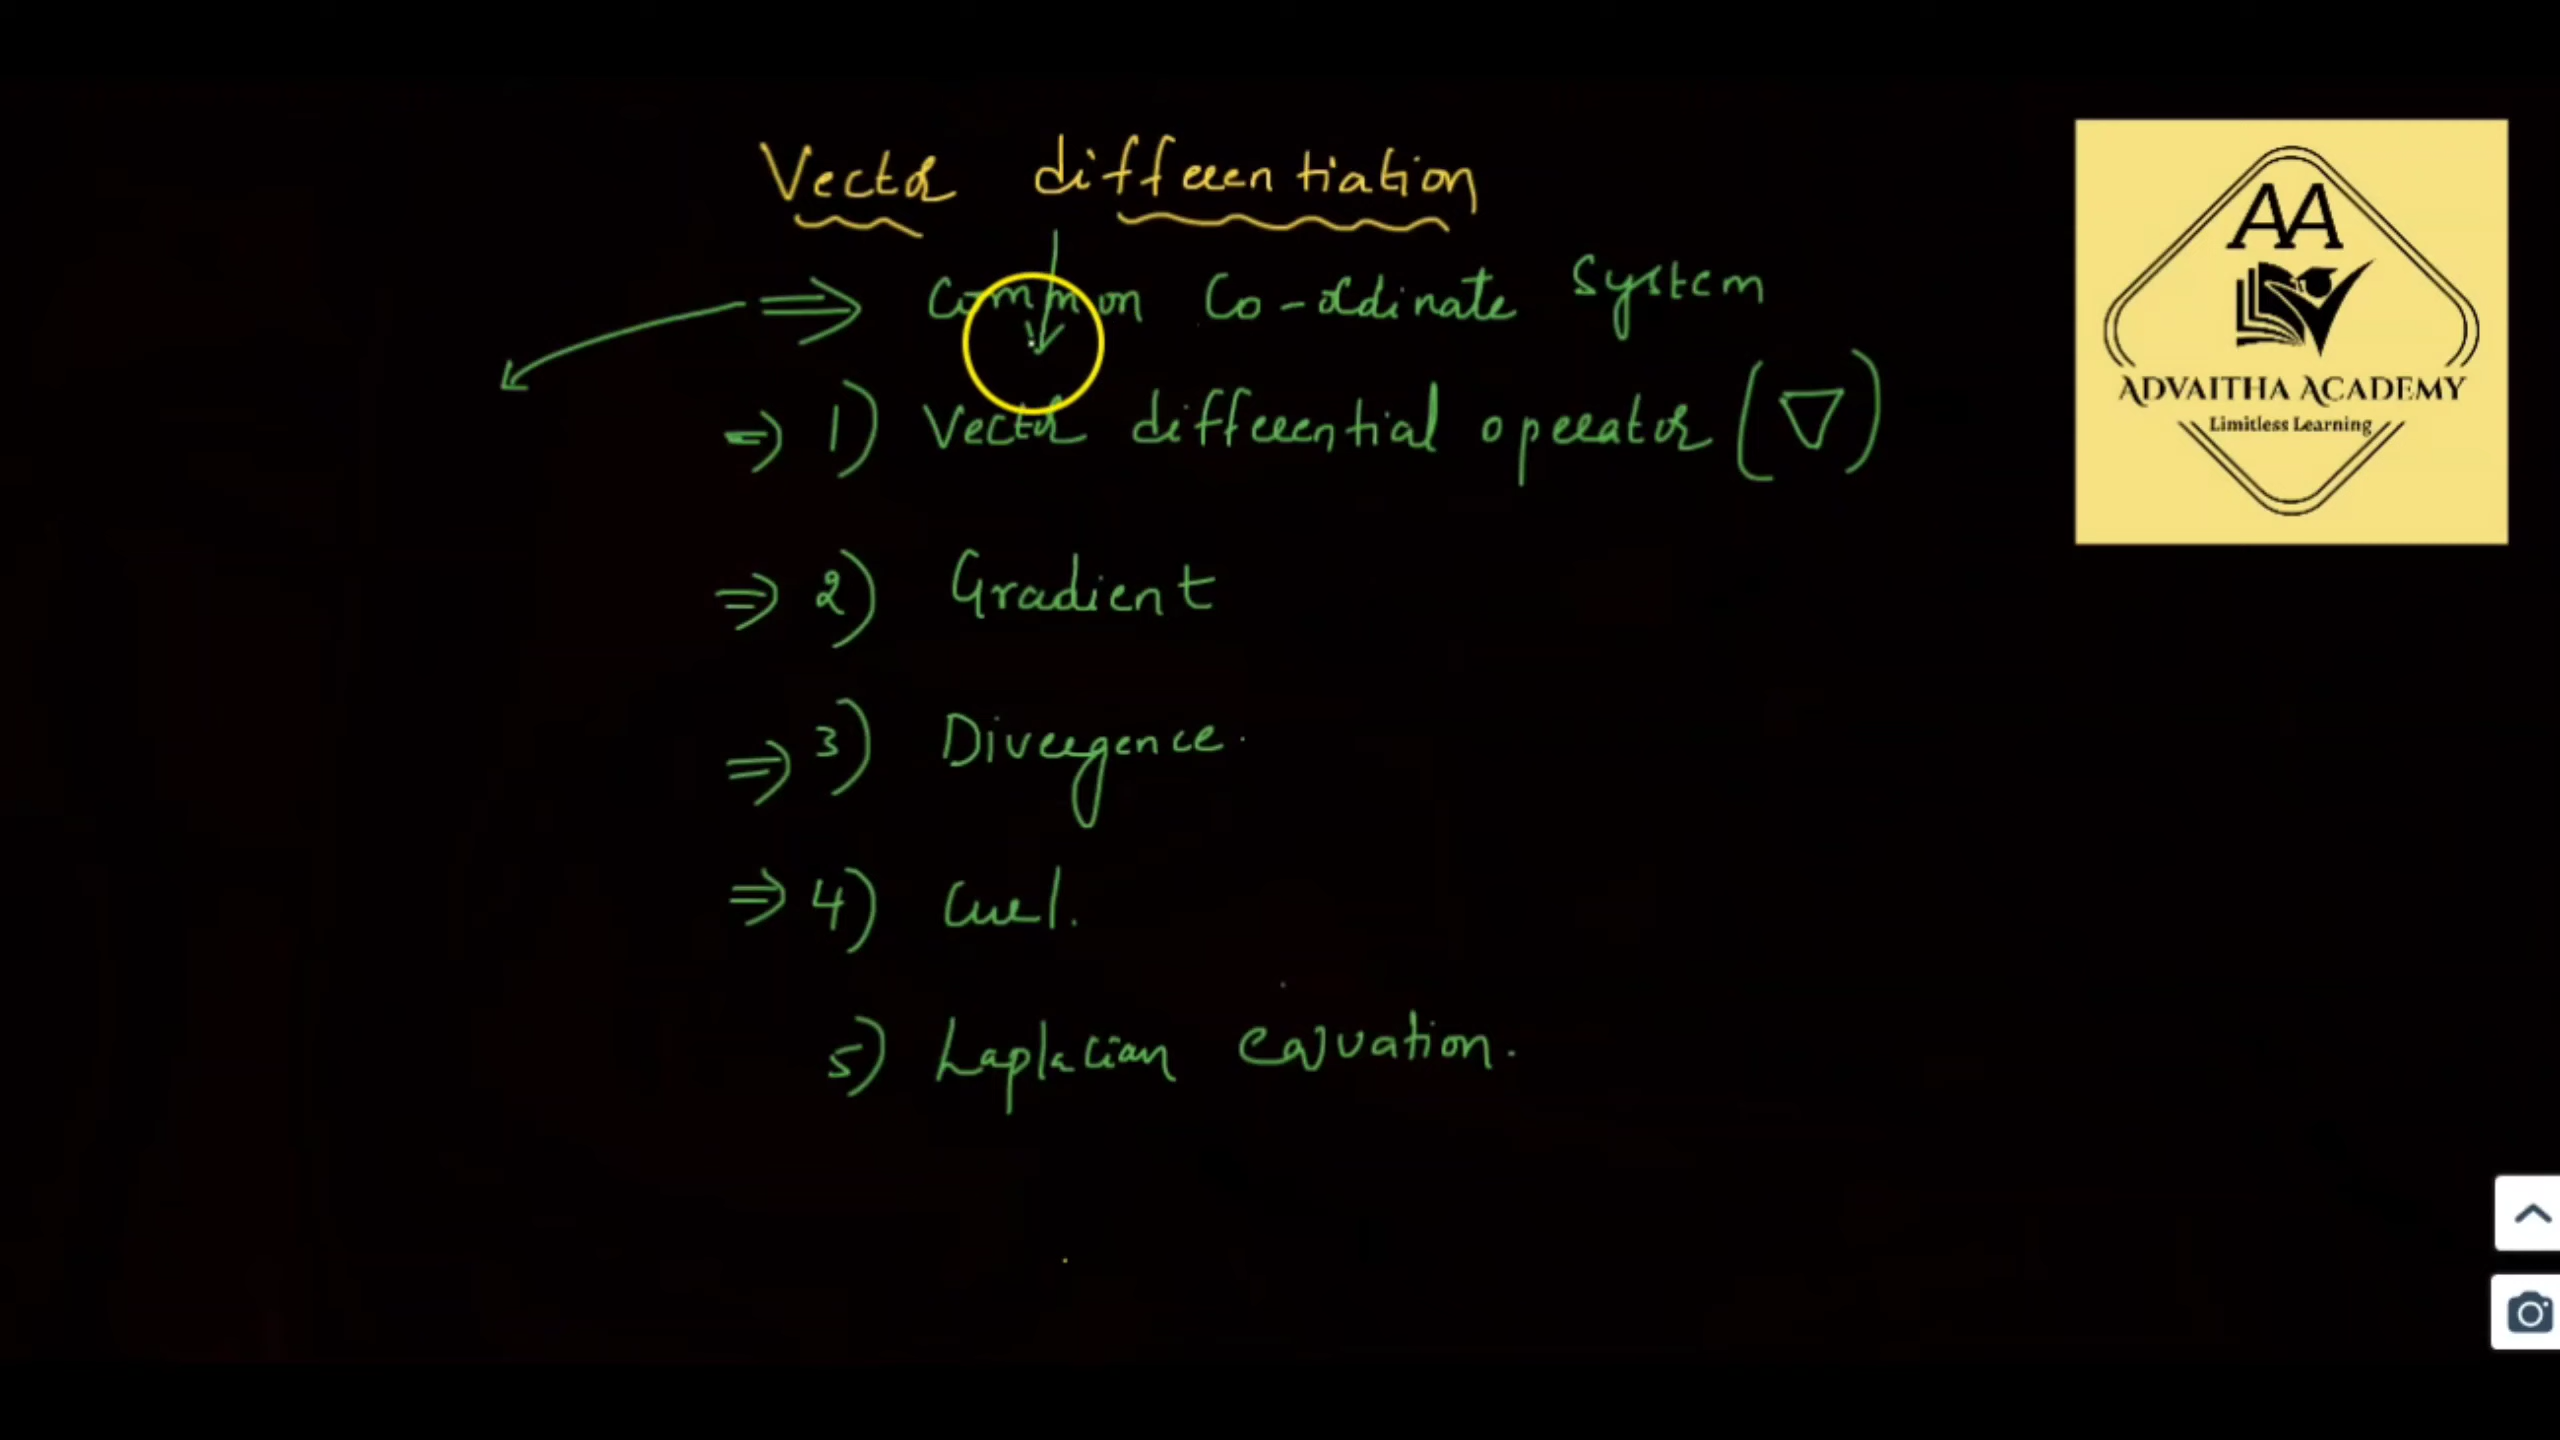 Vector differentiation
⇒ Common Co-ordinate System
⇒ 1) Vector differential operator (∇)
⇒ 2) Gradient
⇒ 3) Divergence.
⇒ 4) Curl.
5) Laplacian equation.
AA
ADVAITHA ACADEMY
Limitless Learning